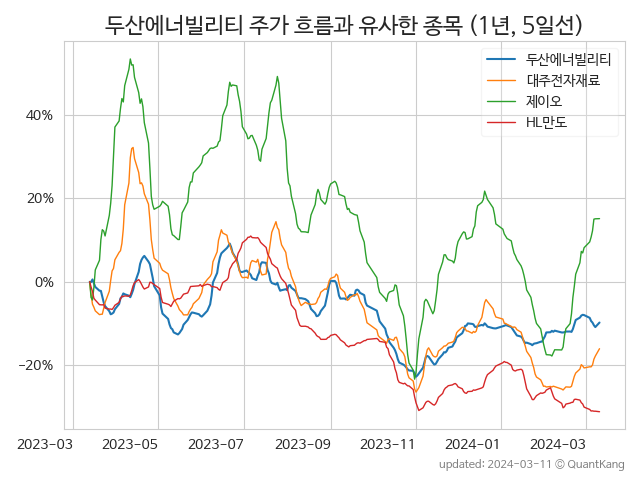 두산에너빌리티 주가 흐름과 유사한 종목 (1년, 5일선)
두산에너빌리티
대주전자재료
제이오
HL만도
40%
20%
0%
−20%
2023−03 2023−05 2023−07 2023−09 2023−11 2024−01 2024−03
updated: 2024−03−11 © QuantKang